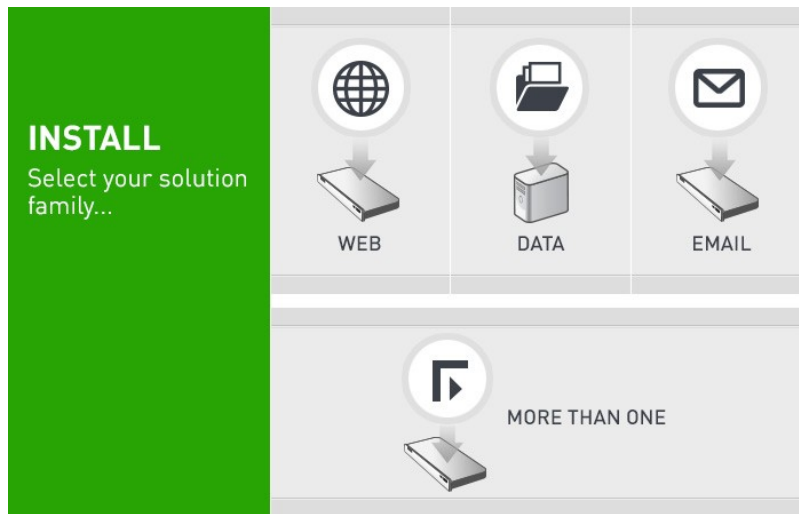 INSTALL
Select your solution
family...
WEB
DATA
EMAIL
MORE THAN ONE